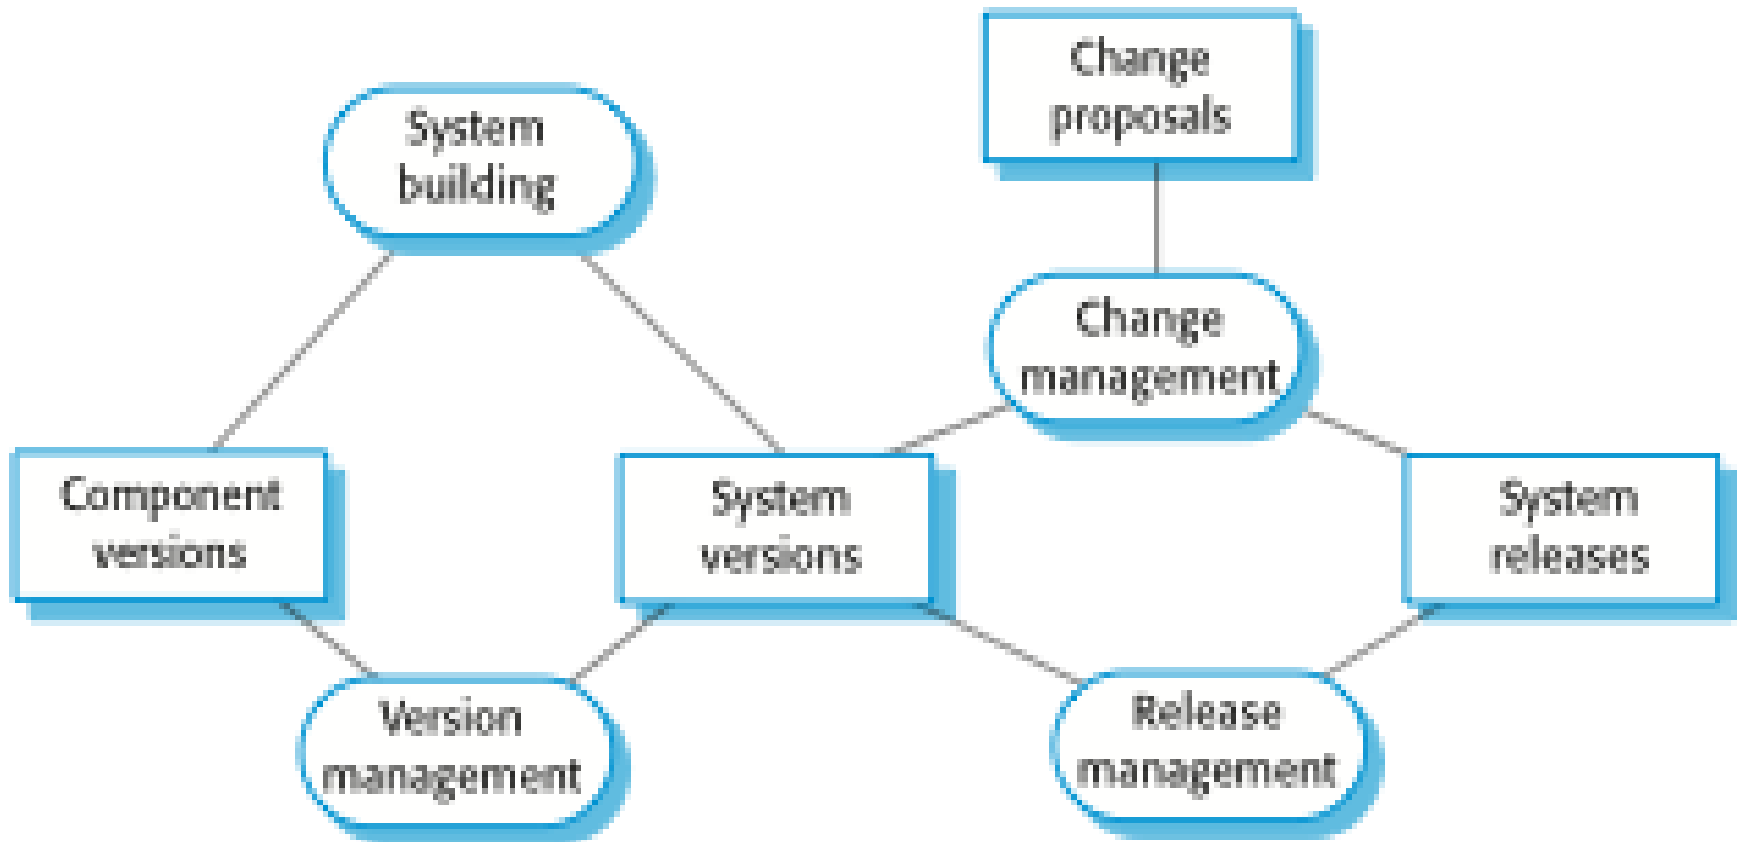 Change
proposals
System
building
Change
management
Component
versions
System
versions
System
releases
Version
management
Release
management